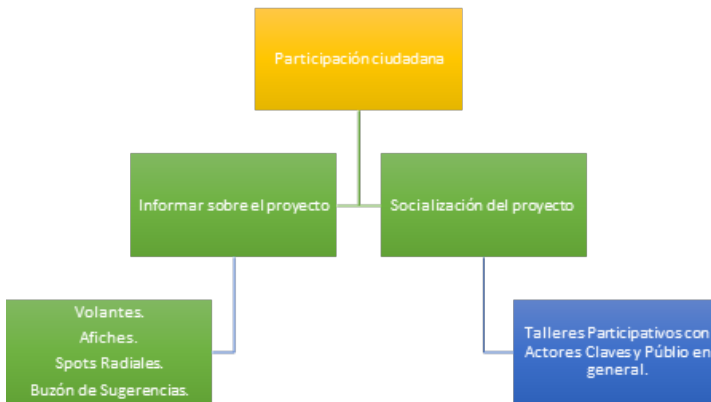 Participación ciudadana
Informar sobre el proyecto
Socialización del proyecto
Volantes.
Afiches.
Spots Radiales.
Buzón de Sugerencias.
Talleres Participativos con
Actores Claves y Públio en
general.